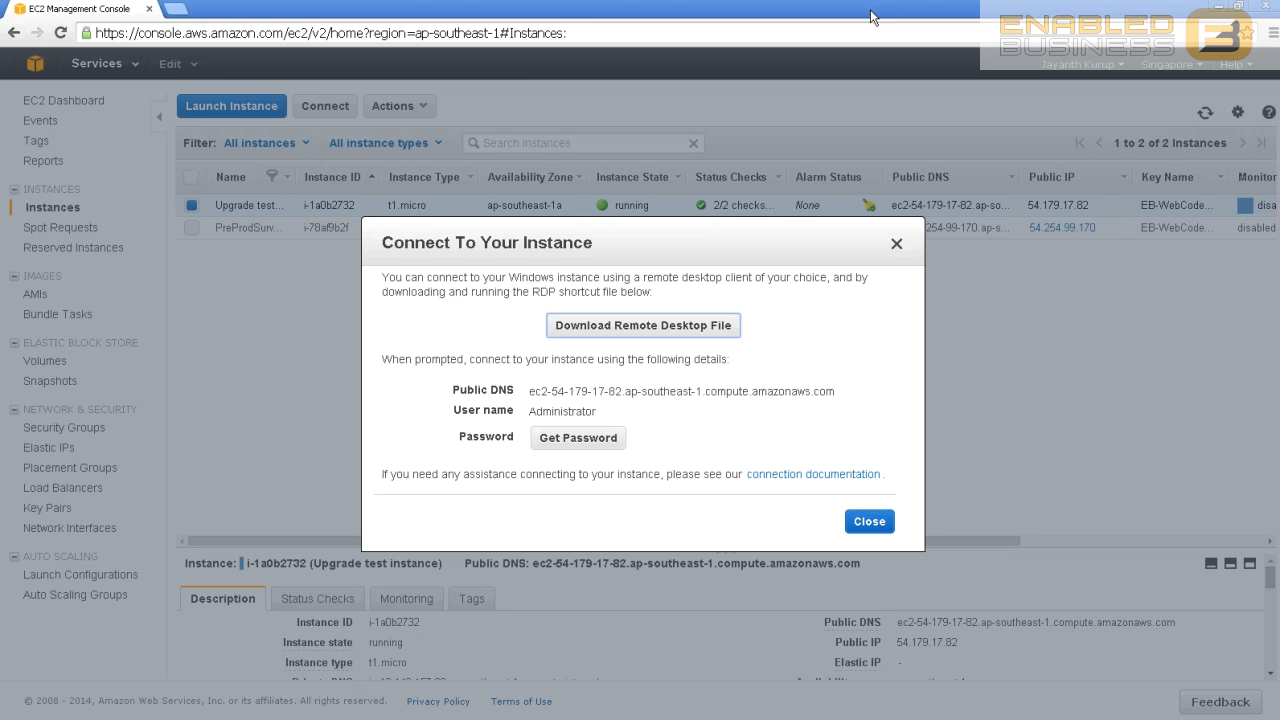 EC2 Management Console
https://console.aws.amazon.com/ec2/v2/home?region=ap-southeast-1#Instances:
ENABLED
BUSINESS
Services Edit Jayanth Kurup Singapore Help
EC2 Dashboard
Events
Tags
Reports
INSTANCES
Instances
Spot Requests
Reserved Instances
IMAGES
AMIs
Bundle Tasks
ELASTIC BLOCK STORE
Volumes
Snapshots
NETWORK & SECURITY
Security Groups
Elastic IPs
Placement Groups
Load Balancers
Key Pairs
Network Interfaces
AUTO SCALING
Launch Configurations
Auto Scaling Groups
Launch Instance Connect Actions
Filter: All instances All instance types Search Instances 1 to 2 of 2 Instances
Name Instance ID Instance Type Availability Zone Instance State Status Checks Alarm Status Public DNS Public IP Key Name Monitor
Upgrade test... i-1a0b2732 t1.micro ap-southeast-1a running 2/2 checks... None ec2-54-179-17-82.ap-so... 54.179.17.82 EB-WebCode... disa
PreProdSurv... i-78af9b2f -254-99-170.ap-s... 54.254.99.170 EB-WebCode... disabled
Connect To Your Instance
You can connect to your Windows instance using a remote desktop client of your choice, and by
downloading and running the RDP shortcut file below:
Download Remote Desktop File
When prompted, connect to your instance using the following details:
Public DNS ec2-54-179-17-82.ap-southeast-1.compute.amazonaws.com
User name Administrator
Password Get Password
If you need any assistance connecting to your instance, please see our connection documentation .
Close
Instance: i-1a0b2732 (Upgrade test instance) Public DNS: ec2-54-179-17-82.ap-southeast-1.compute.amazonaws.com
Description Status Checks Monitoring Tags
Instance ID i-1a0b2732 Public DNS ec2-54-179-17-82.ap-southeast-1.compute.amazonaws.com
Instance state running Public IP 54.179.17.82
Instance type t1.micro Elastic IP -
© 2008 - 2014, Amazon Web Services, Inc. or its affiliates. All rights reserved. Privacy Policy Terms of Use Feedback